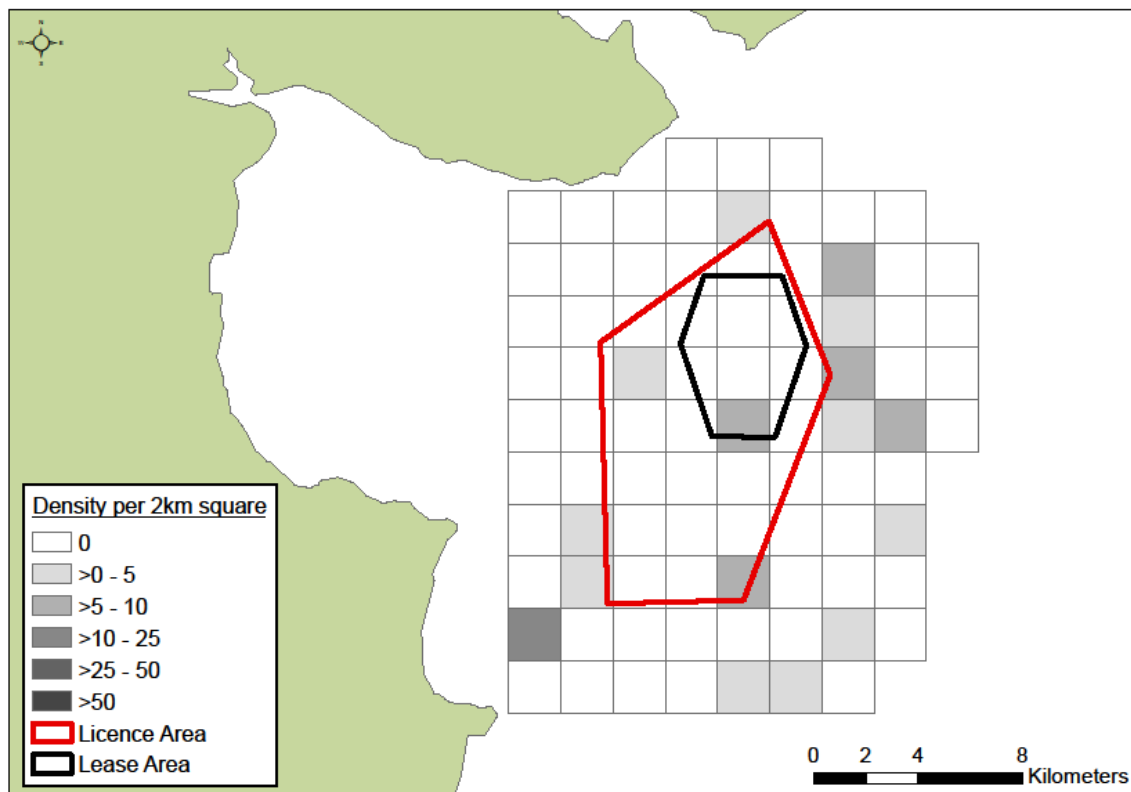 N
W E
S
Density per 2km square
0
>0 - 5
>5 - 10
>10 - 25
>25 - 50
>50
Licence Area
Lease Area
0 2 4 8
Kilometers